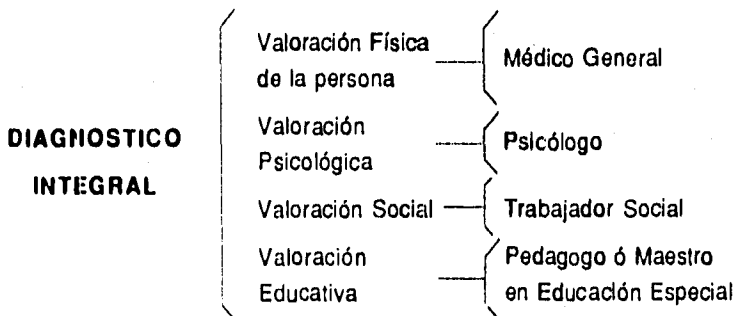 DIAGNOSTICO
INTEGRAL
Valoración Física
de la persona
Médico General
Valoración
Psicológica
Psicólogo
Valoración Social
Trabajador Social
Valoración
Educativa
Pedagogo ó Maestro
en Educación Especial